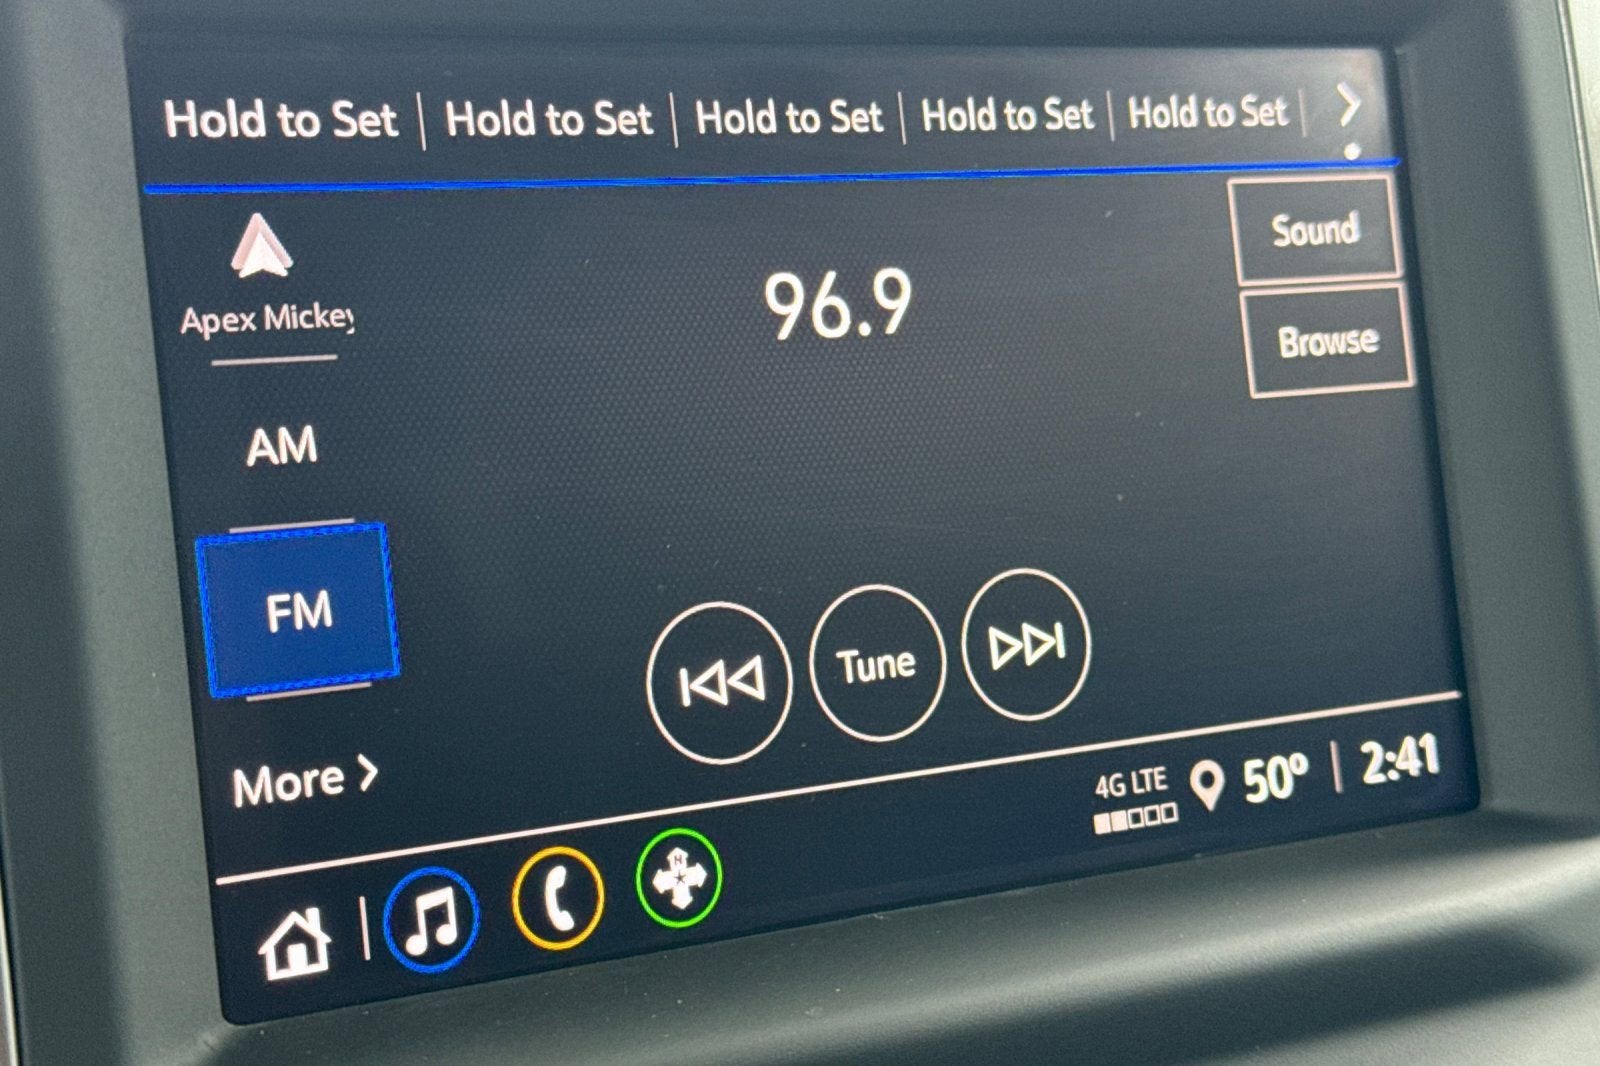 Hold to Set | Hold to Set | Hold to Set | Hold to Set | Hold to Set
Sound
Apex Mickey
96.9
Browse
AM
FM
Tune
More
4G LTE
50° | 2:41
N